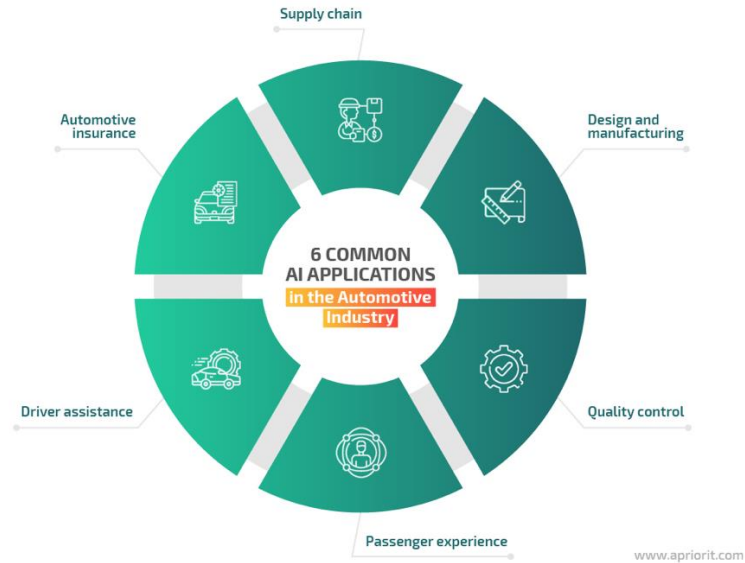 Supply chain
Automotive
insurance
Design and
manufacturing
6 COMMON
AI APPLICATIONS
in the Automotive
Industry
Driver assistance
Quality control
Passenger experience
www.apriorit.com